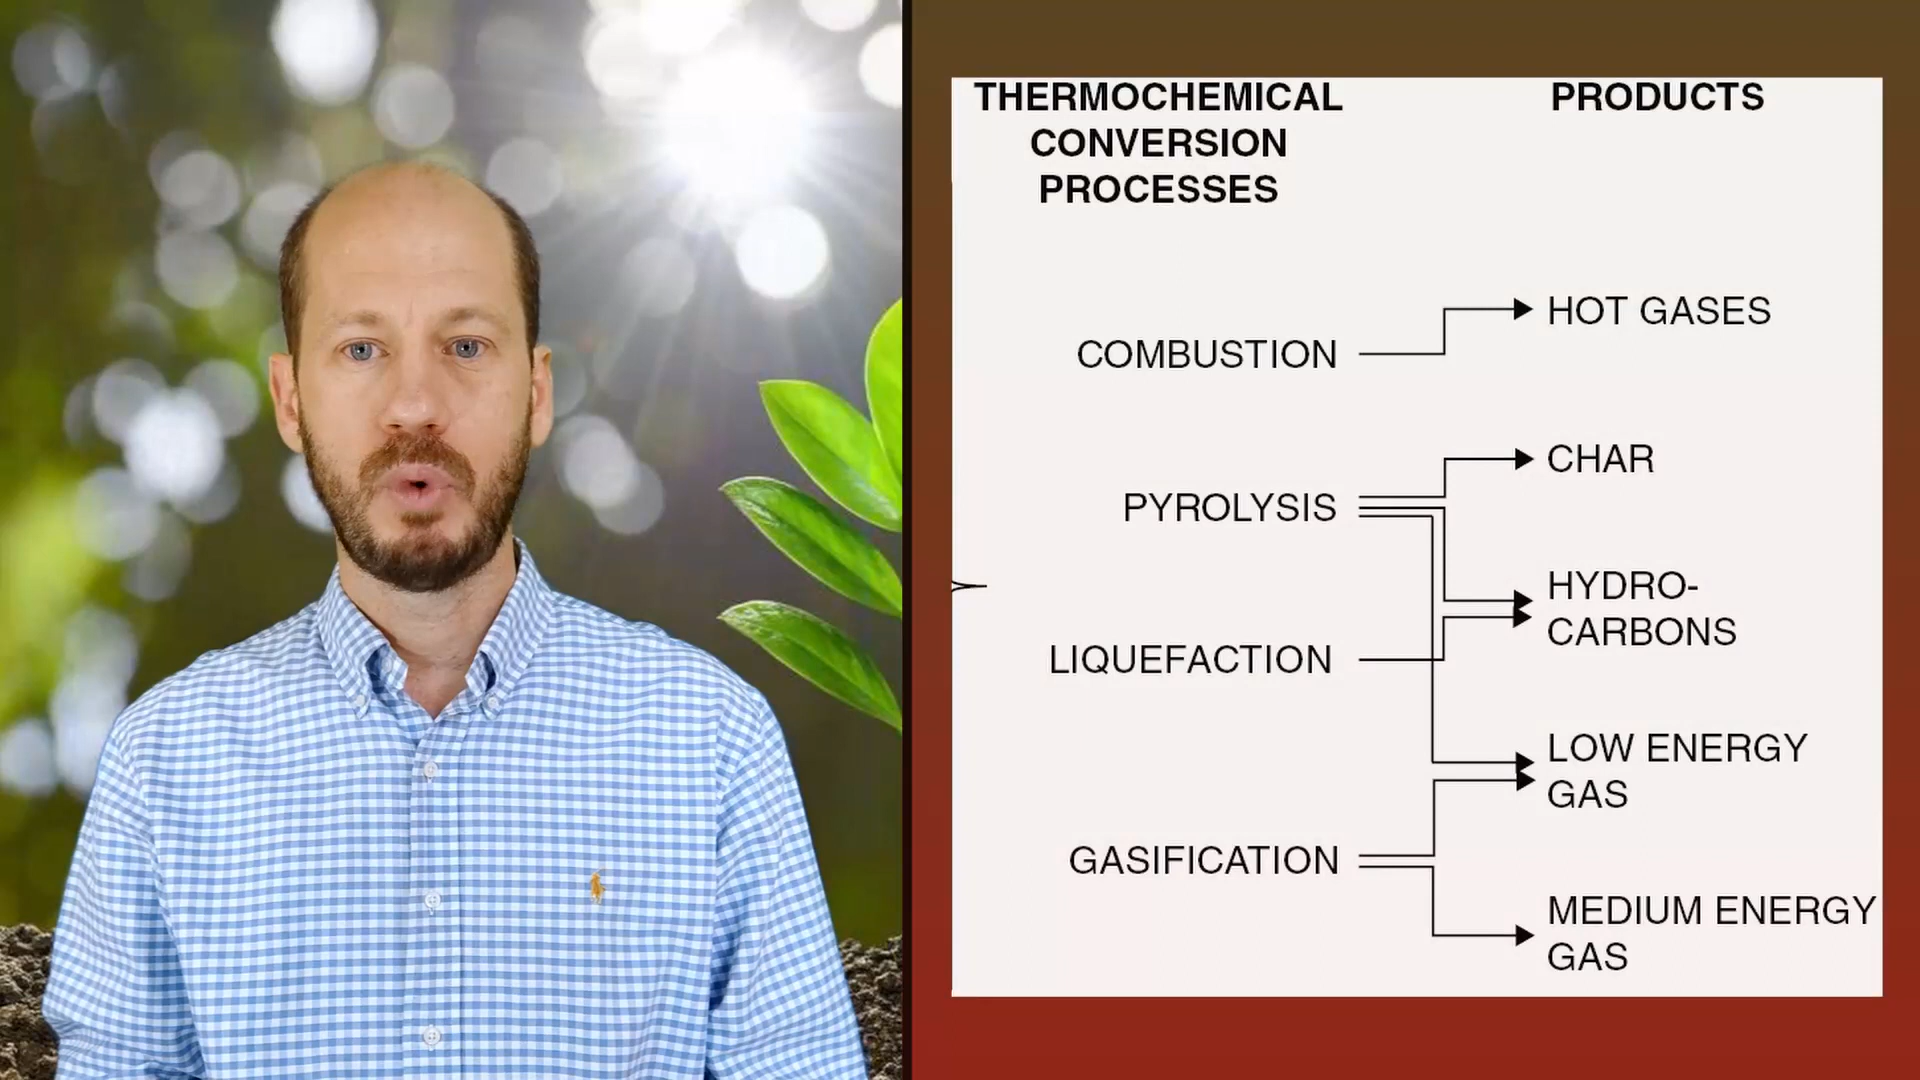 THERMOCHEMICAL
CONVERSION
PROCESSES
PRODUCTS
COMBUSTION
HOT GASES
PYROLYSIS
CHAR
HYDRO-
CARBONS
LIQUEFACTION
LOW ENERGY
GAS
GASIFICATION
MEDIUM ENERGY
GAS